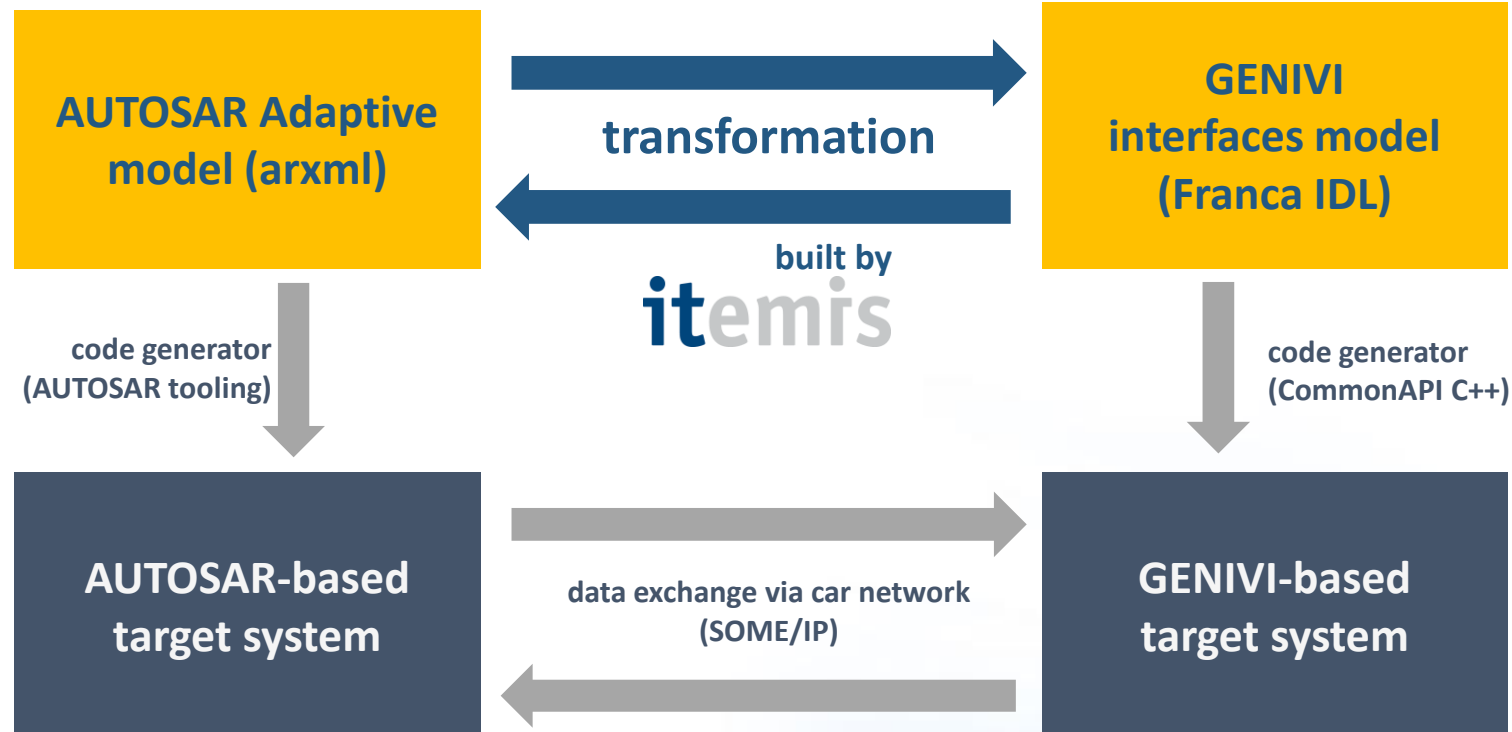 AUTOSAR Adaptive
model (arxml)
transformation
GENIVI
interfaces model
(Franca IDL)
built by
itemis
code generator
(AUTOSAR tooling)
code generator
(CommonAPI C++)
AUTOSAR-based
target system
data exchange via car network
(SOME/IP)
GENIVI-based
target system